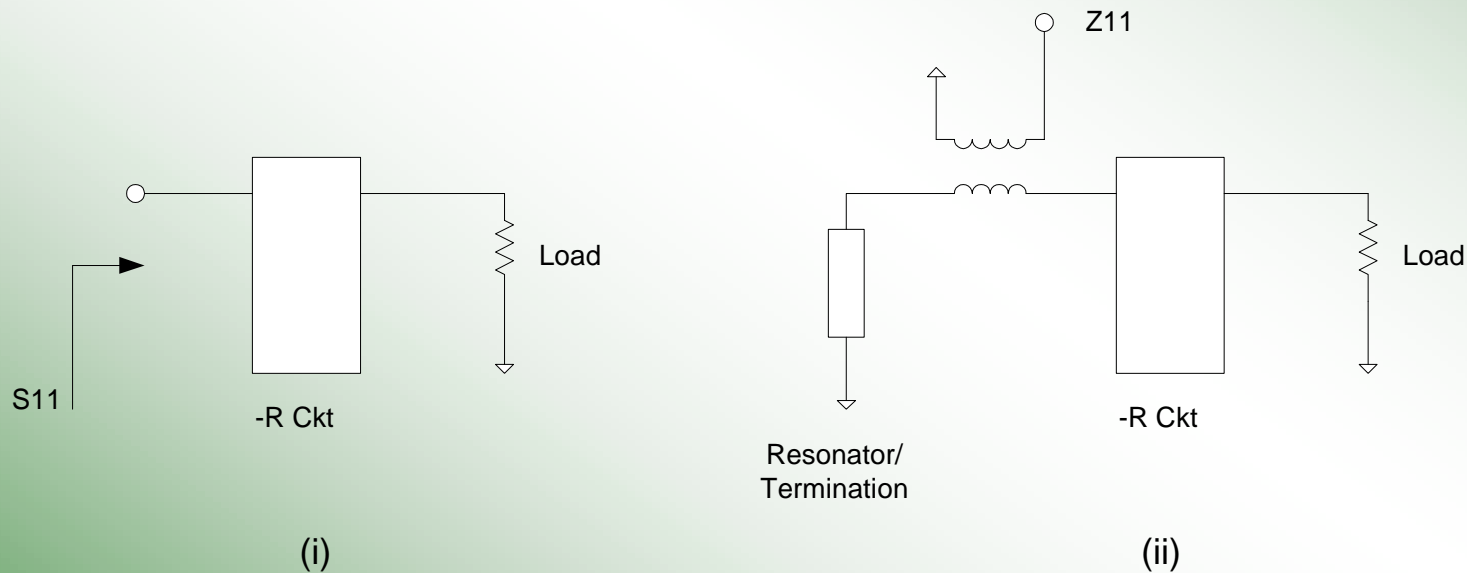 S11
-R Ckt
Load
(i)
Z11
Resonator/
Termination
-R Ckt
Load
(ii)